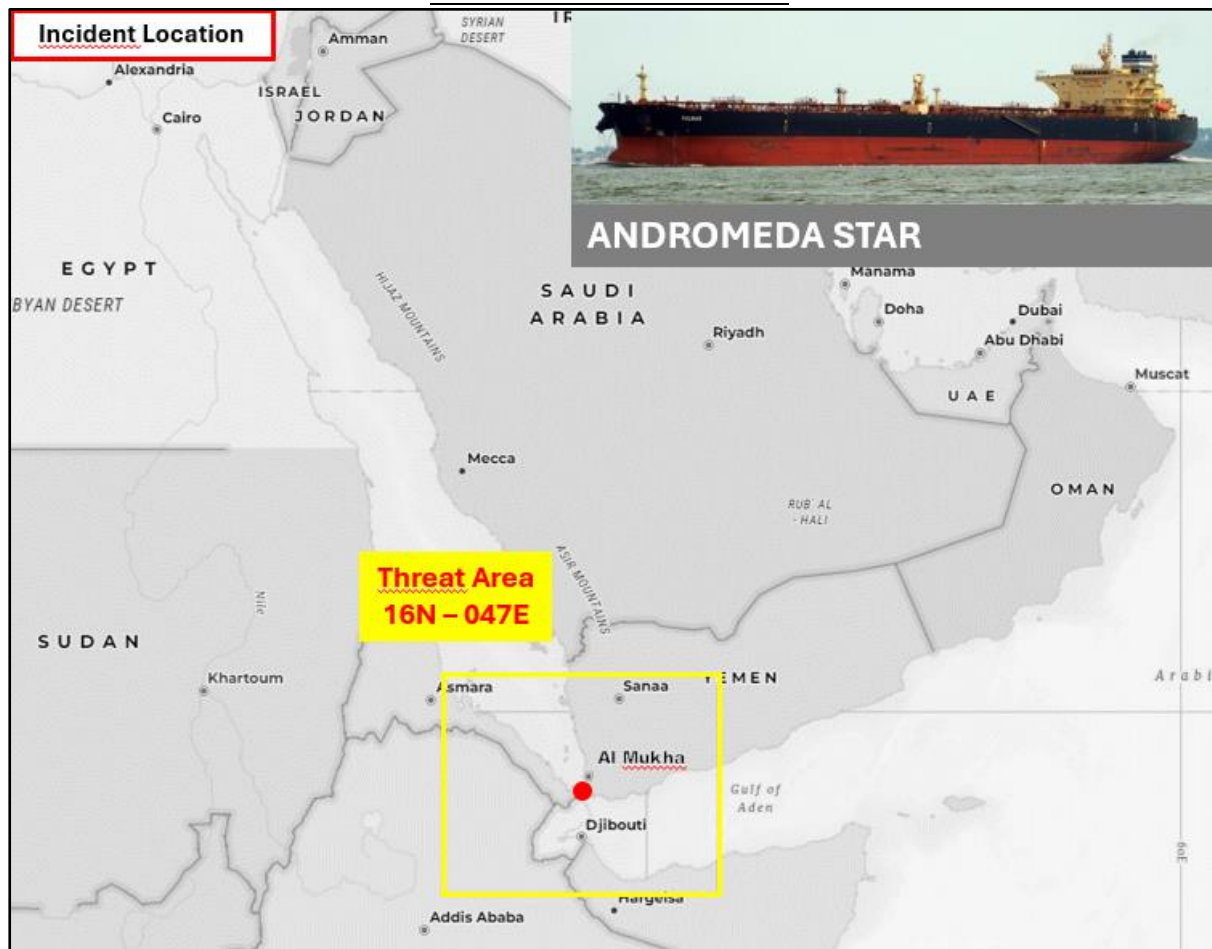 Incident Location
SYRIAN
DESERT
IR
Amman
Alexandria
ISRAEL
JORDAN
Cairo
ANDROMEDA STAR
EGYPT
BYAN DESERT
HIJAZ MOUNTAINS
SAUDI
ARABIA
Riyadh
Manama
Doha
Dubai
Abu Dhabi
Muscat
UAE
Mecca
OMAN
RUB' AL
- HALI
ASIR MOUNTAINS
Threat Area
16N – 047E
Nile
SUDAN
Khartoum
Asmara
Sanaa
YEMEN
Arabi
Al Mukha
Gulf of
Aden
Djibouti
60E
Hargeisa
Addis Ababa